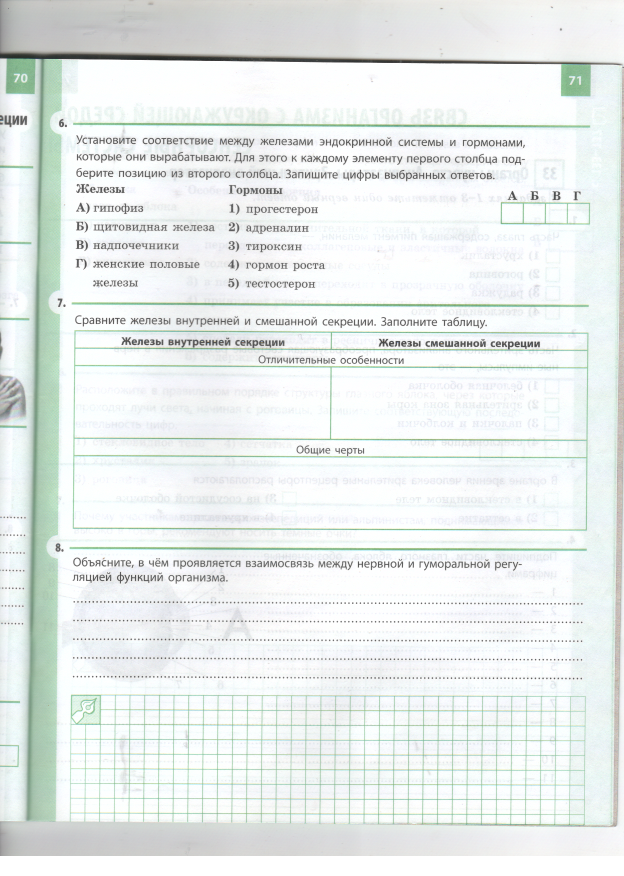 70
71
еции
6.
Установите соответствие между железами эндокринной системы и гормонами,
которые они вырабатывают. Для этого к каждому элементу первого столбца под-
берите позицию из второго столбца. Запишите цифры выбранных ответов.
Железы Гормоны
А Б В Г
А) гипофиз 1) прогестерон
Б) щитовидная железа 2) адреналин
В) надпочечники 3) тироксин
Г) женские половые 4) гормон роста
железы 5) тестостерон
7.
Сравните железы внутренней и смешанной секреции. Заполните таблицу.
Железы внутренней секреции Железы смешанной секреции
Отличительные особенности
Общие черты
8.
Объясните, в чём проявляется взаимосвязь между нервной и гуморальной регу-
ляцией функций организма.